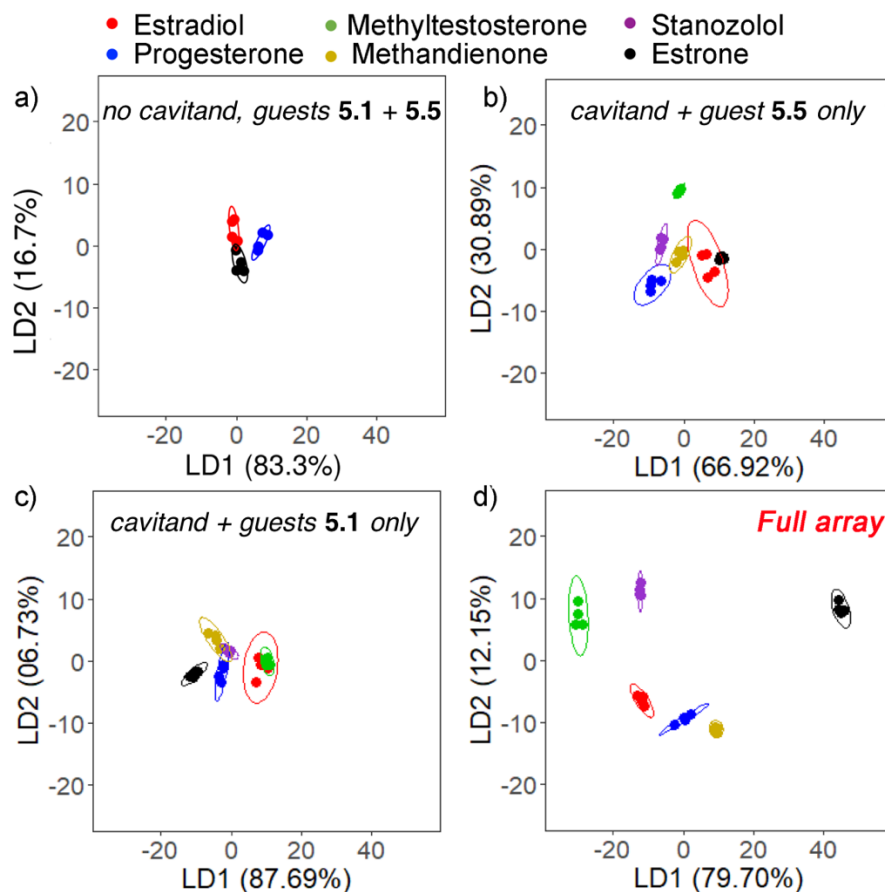 Estradiol Methyltestosterone Stanozolol
Progesterone Methandienone Estrone
a)
no cavitand, guests 5.1 + 5.5
20
10
0
-10
-20
LD2 (16.7%)
-20 0 20 40
LD1 (83.3%)
b)
cavitand + guest 5.5 only
20
10
0
-10
-20
LD2 (30.89%)
-20 0 20 40
LD1 (66.92%)
c)
cavitand + guests 5.1 only
20
10
0
-10
-20
LD2 (06.73%)
-20 0 20 40
LD1 (87.69%)
d)
Full array
20
10
0
-10
-20
LD2 (12.15%)
-20 0 20 40 60
LD1 (79.70%)